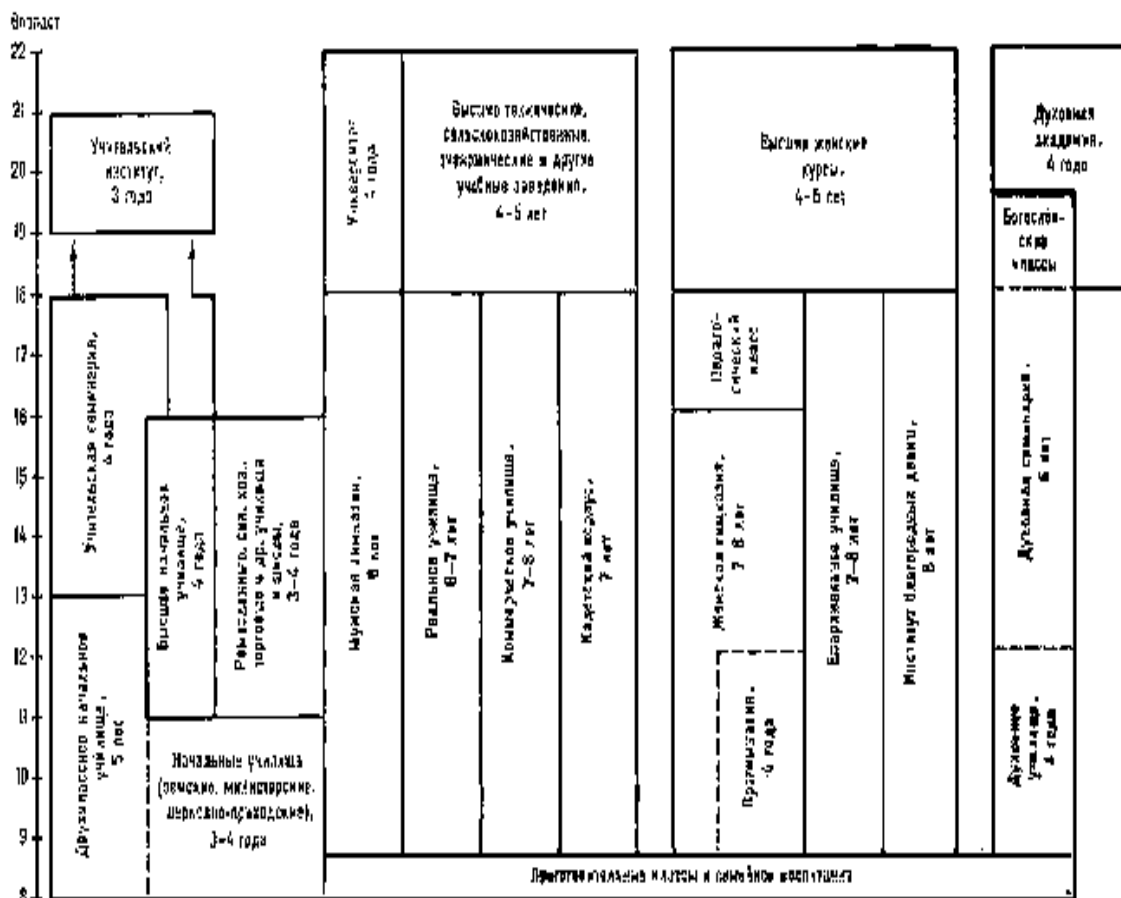 Возраст
22
21
20
19
18
17
16
15
14
13
12
11
10
9
8
Учительский
институт,
3 года
Учительская семинария,
4 года
Двухклассное начальное
училище,
5 лет
Высшее начальное
училище,
4 года
Ремесленные, сел. хоз.,
торговые и др. училища
и школы,
3–4 года
Начальные училища
(земские, министерские,
церковно-приходские),
3–4 года
Университет
4 года
Высшие технические,
сельскохозяйственные,
и другие
учебные заведения,
4–5 лет
Мужская гимназия,
8 лет
Реальное училище,
6–7 лет
Коммерческое училище,
7–8 лет
Кадетский корпус,
7 лет
Высшие женские
курсы,
4–5 лет
Педаго-
гический
класс
Женская гимназия,
7–8 лет
Прогимназия,
4 года
Епархиальное училище,
7–8 лет
Институт благородных девиц,
8 лет
Духовная
академия,
4 года
Богослов-
ские
классы
Духовная семинария,
6 лет
Духовное
училище,
4 года
Приготовительные классы и семейное воспитание